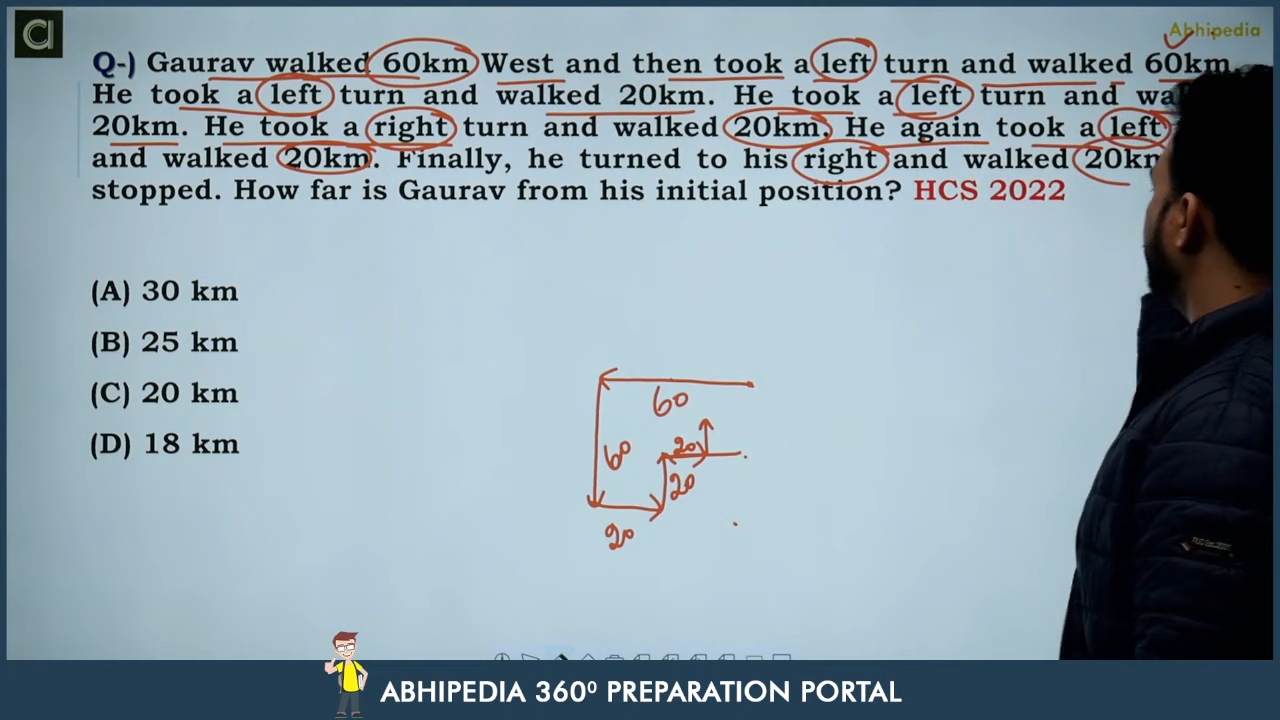 Abhipedia
Q-) Gaurav walked 60km West and then took a left turn and walked 60km.
He took a left turn and walked 20km. He took a left turn and
20km. He took a right turn and walked 20km. He again took a left
and walked 20km. Finally, he turned to his right and walked
stopped. How far is Gaurav from his initial position? HCS 2022
(A) 30 km
(B) 25 km
(C) 20 km
(D) 18 km
60
60
20
20
20
ABHIPEDIA 360⁰ PREPARATION PORTAL